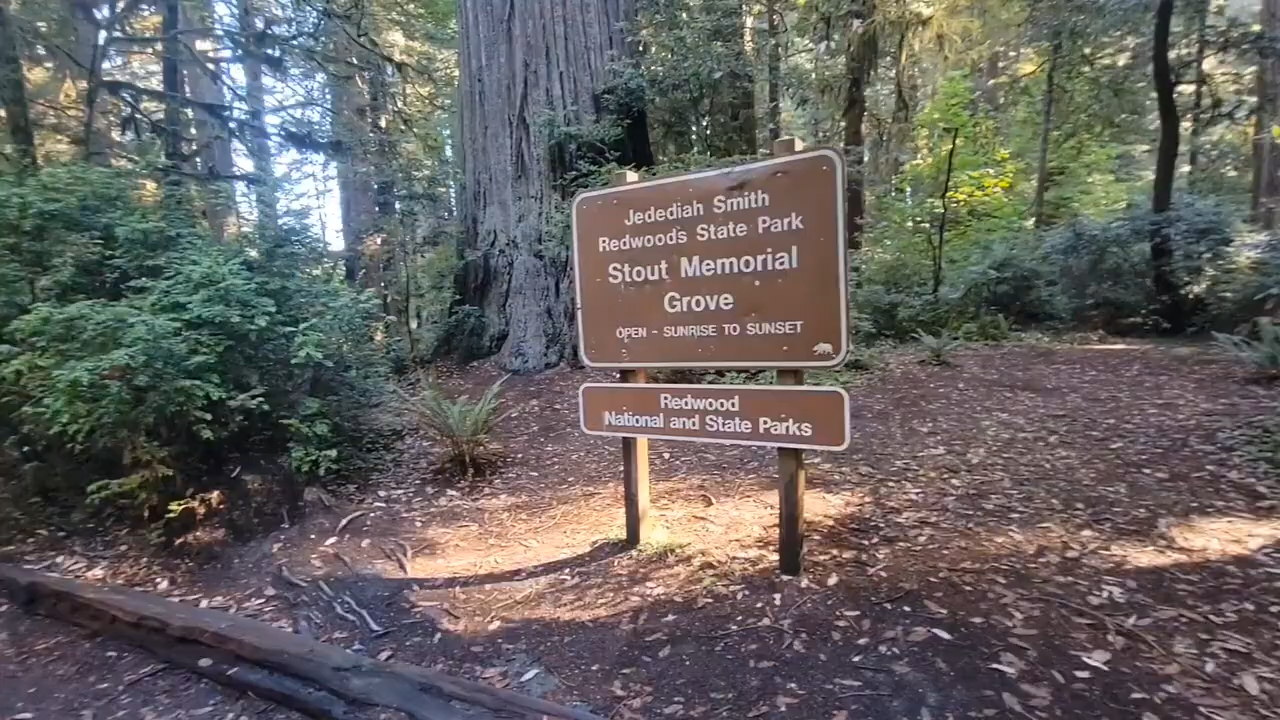 Jedediah Smith
Redwoods State Park
Stout Memorial
Grove
OPEN - SUNRISE TO SUNSET
Redwood
National and State Parks